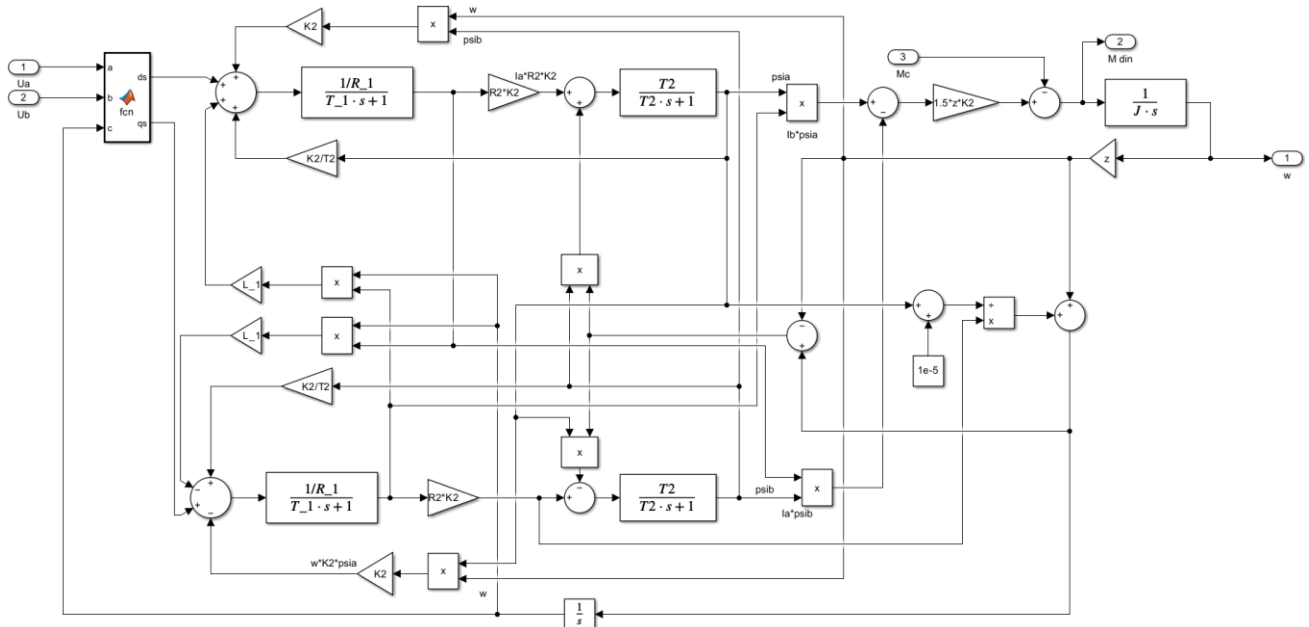 w
K2
x
psib
1
Ua
2
Ub
a
b
c
fcn
ds
qs
+
+
+
+
1/R_1
T_1 · s + 1
R2*K2
Ia*R2*K2
+
+
T2
T2 · s + 1
psia
x
Ib*psia
+
−
1.5*z*K2
3
Mc
−
+
2
M din
1
J · s
1
w
K2/T2
z
L_1
x
x
L_1
x
−
+
+
+
÷
x
+
+
1e-5
K2/T2
x
−
+
+
−
1/R_1
T_1 · s + 1
R2*K2
−
+
T2
T2 · s + 1
psib
x
Ia*psib
w*K2*psia
K2
x
w
1
s